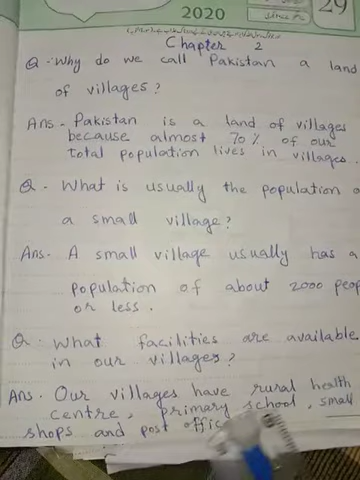 2020
29
since
Chapter 2
Q. Why do we call Pakistan a land
of villages?
Ans. Pakistan is a land of villages
because almost 70% of our
total population lives in villages.
Q. What is usually the population o
a small village?
Ans. A small village usually has a
population of about 2000 peop
or less.
Q. What facilities are available
in our villages?
Ans. Our villages have rural health
centre, primary school, small
shops and post offic